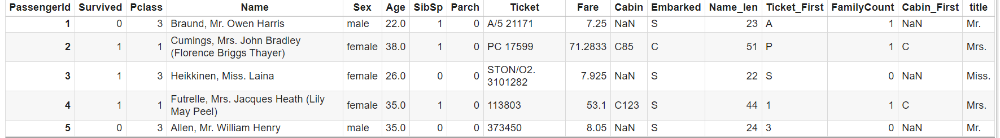 PassengerId Survived Pclass Name Sex Age SibSp Parch Ticket Fare Cabin Embarked Name_len Ticket_First FamilyCount Cabin_First title
1 0 3 Braund, Mr. Owen Harris male 22.0 1 0 A/5 21171 7.25 NaN S 23 A 1 NaN Mr.
2 1 1 Cumings, Mrs. John Bradley
(Florence Briggs Thayer) female 38.0 1 0 PC 17599 71.2833 C85 C 51 P 1 C Mrs.
3 1 3 Heikkinen, Miss. Laina female 26.0 0 0 STON/O2.
3101282 7.925 NaN S 22 S 0 NaN Miss.
4 1 1 Futrelle, Mrs. Jacques Heath (Lily
May Peel) female 35.0 1 0 113803 53.1 C123 S 44 1 1 C Mrs.
5 0 3 Allen, Mr. William Henry male 35.0 0 0 373450 8.05 NaN S 24 3 0 NaN Mr.